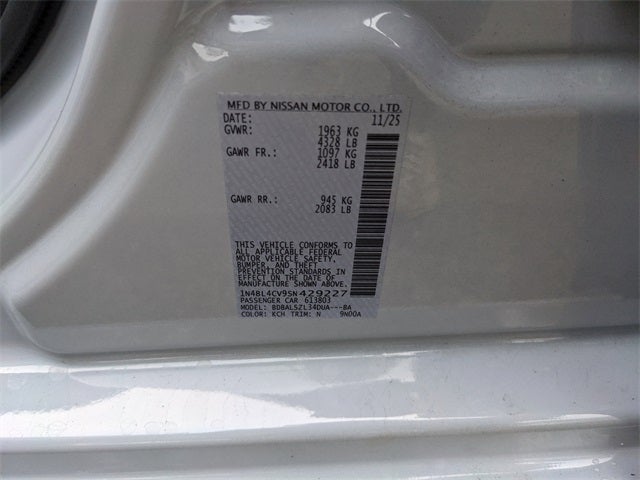 MFD BY NISSAN MOTOR CO., LTD.
DATE: 11/25
GVWR: 1963 KG
4328 LB
GAWR FR.: 1097 KG
2418 LB
GAWR RR.: 945 KG
2083 LB
THIS VEHICLE CONFORMS TO
ALL APPLICABLE FEDERAL
MOTOR VEHICLE SAFETY,
BUMPER, AND THEFT
PREVENTION STANDARDS IN
EFFECT ON THE DATE OF
MANUFACTURE SHOWN ABOVE.
1N4BL4CV9SN429227
PASSENGER CAR 613803
MODEL: BDBALSZL34DUA---BA
COLOR: KCH TRIM: N 9N00A